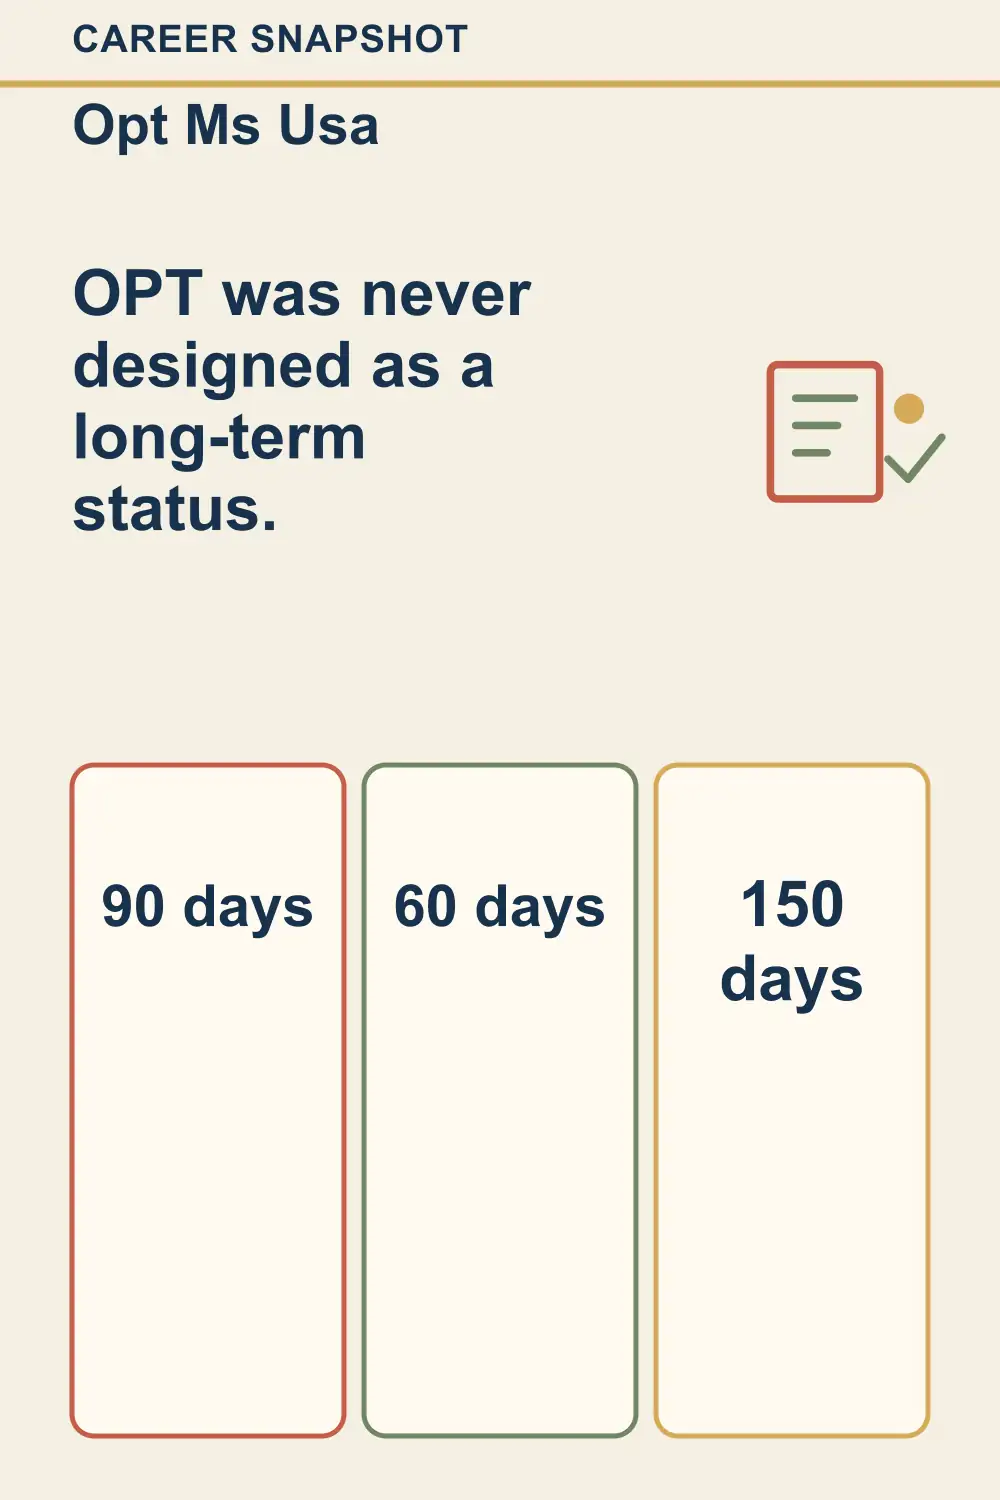 CAREER SNAPSHOT
Opt Ms Usa
OPT was never
designed as a
long-term
status.
90 days
60 days
150
days